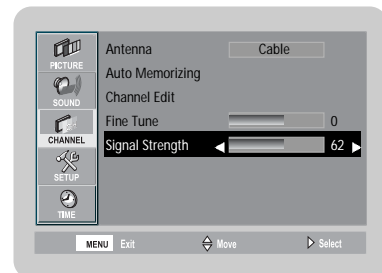 PICTURE
SOUND
CHANNEL
SETUP
TIME
Antenna Cable
Auto Memorizing
Channel Edit
Fine Tune 0
Signal Strength 62
MENU Exit Move Select